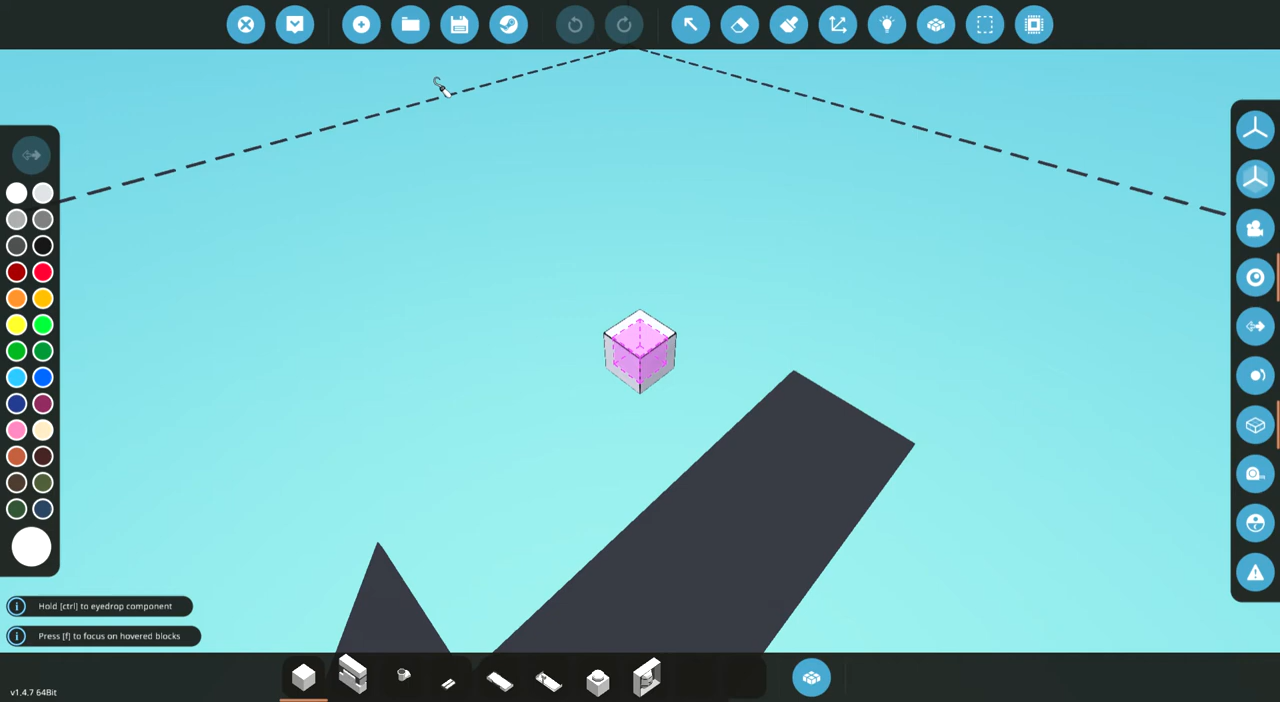 Hold [ctrl] to eyedrop component
Press [f] to focus on hovered blocks
v1.4.7 64Bit